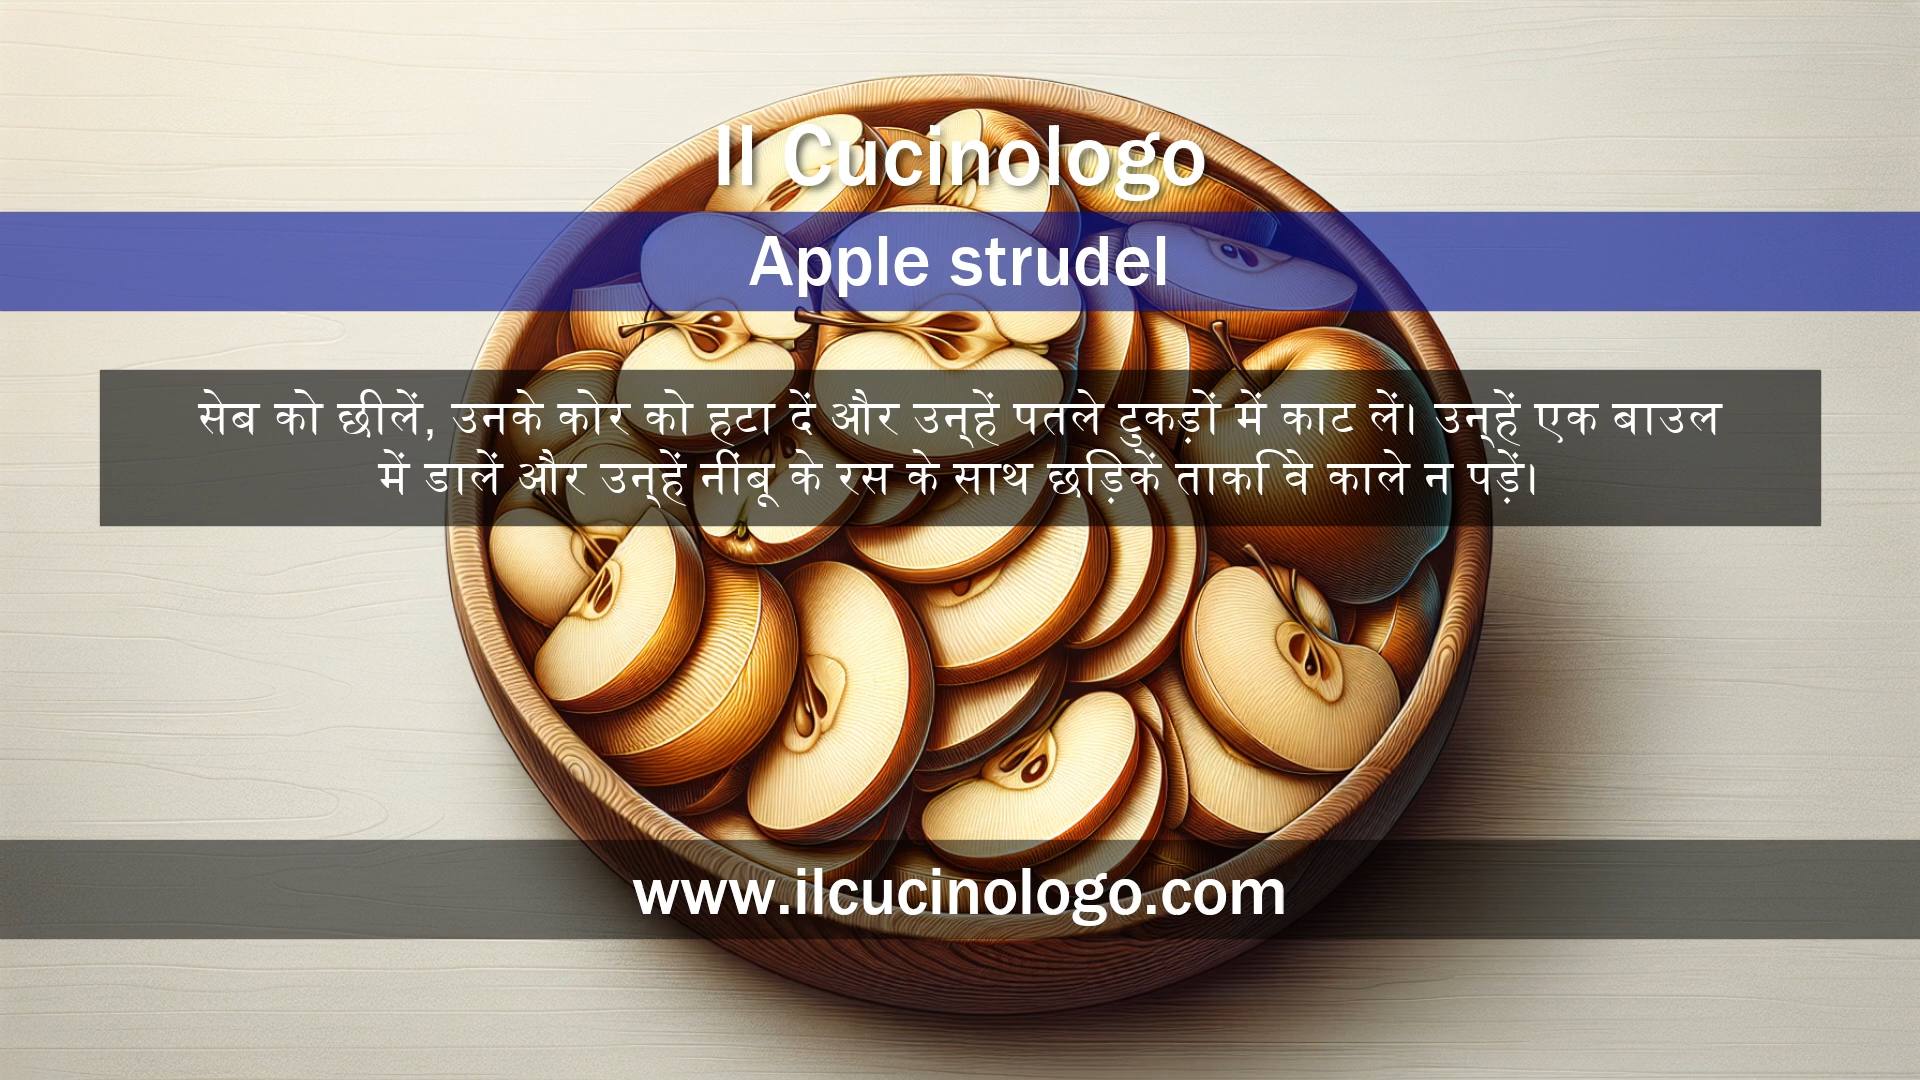 Il Cucinologo
Apple strudel
सेब को छीलें, उनके कोर को हटा दें और उन्हें पतले टुकड़ों में काट लें। उन्हें एक बाउल
में डालें और उन्हें नींबू के रस के साथ छिड़कें ताकि वे काले न पड़ें।
www.ilcucinologo.com